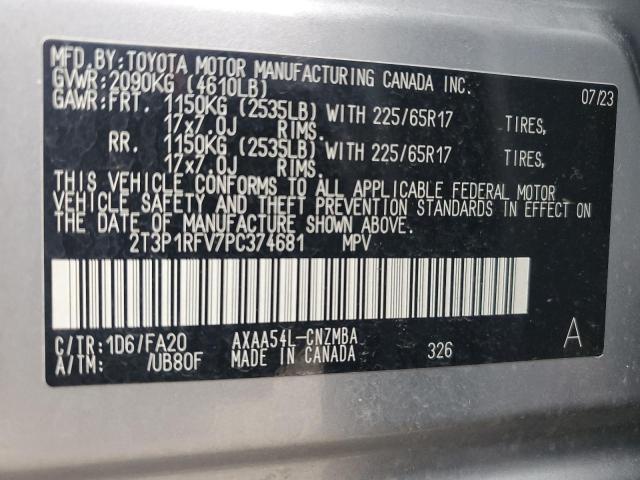 MFD. BY: TOYOTA MOTOR MANUFACTURING CANADA INC.
GVWR: 2090KG (4610LB) 07/23
GAWR: FRT. 1150KG (2535LB) WITH 225/65R17 TIRES,
17x7.0J RIMS.
RR. 1150KG (2535LB) WITH 225/65R17 TIRES,
17x7.0J RIMS.
THIS VEHICLE CONFORMS TO ALL APPLICABLE FEDERAL MOTOR
VEHICLE SAFETY AND THEFT PREVENTION STANDARDS IN EFFECT ON
THE DATE OF MANUFACTURE SHOWN ABOVE.
2T3P1RFV7PC374681 MPV
C/TR: 1D6/FA20 AXAA54L-CNZMBA A
A/TM: /UB80F MADE IN CANADA 326